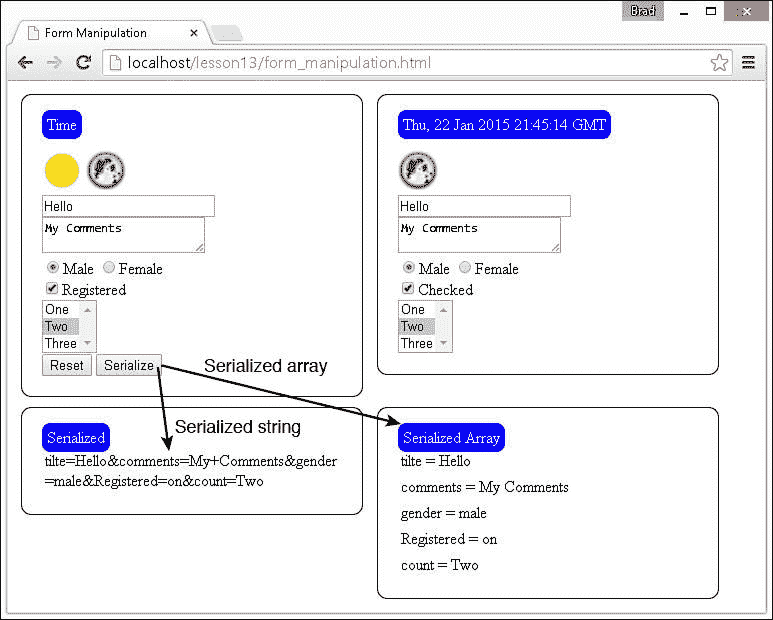 Brad
Form Manipulation
localhost/lesson13/form_manipulation.html
Time
Hello
My Comments
Male Female
Registered
One
Two
Three
Reset Serialize
Thu, 22 Jan 2015 21:45:14 GMT
Hello
My Comments
Male Female
Checked
One
Two
Three
Serialized array
Serialized string
Serialized
tilte=Hello&comments=My+Comments&gender
=male&Registered=on&count=Two
Serialized Array
tilte = Hello
comments = My Comments
gender = male
Registered = on
count = Two